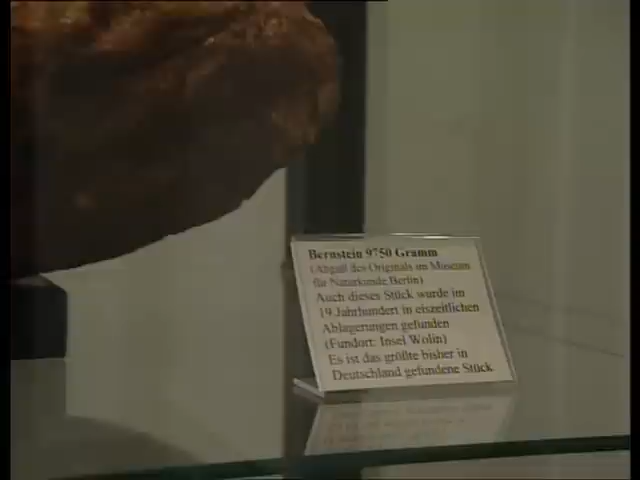 Bernstein 9750 Gramm
(Abguß des Originals im Museum
für Naturkunde Berlin)
Auch dieses Stück wurde im
19 Jahrhundert in eiszeitlichen
Ablagerungen gefunden
(Fundort: Insel Wolin)
Es ist das größte bisher in
Deutschland gefundene Stück